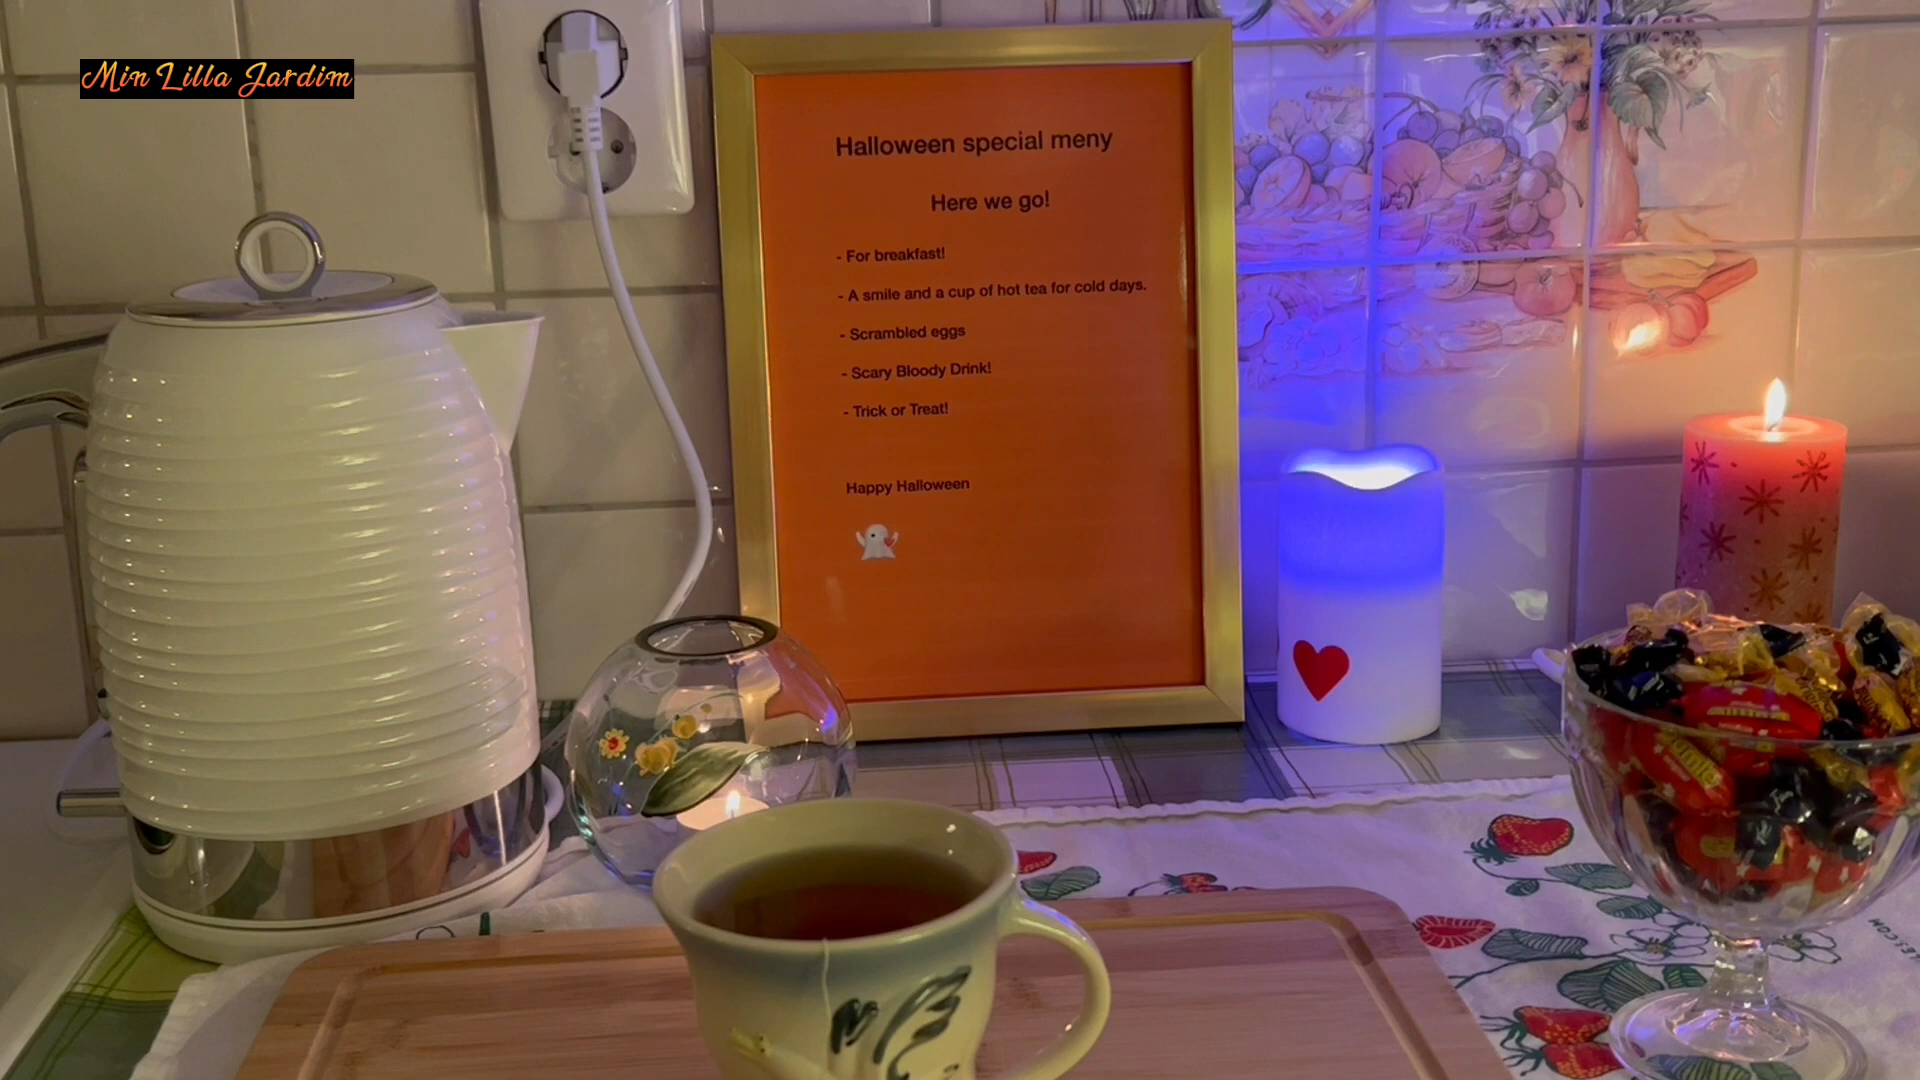 Min Lilla Jardim
Halloween special meny
Here we go!
- For breakfast!
- A smile and a cup of hot tea for cold days.
- Scrambled eggs
- Scary Bloody Drink!
- Trick or Treat!
Happy Halloween